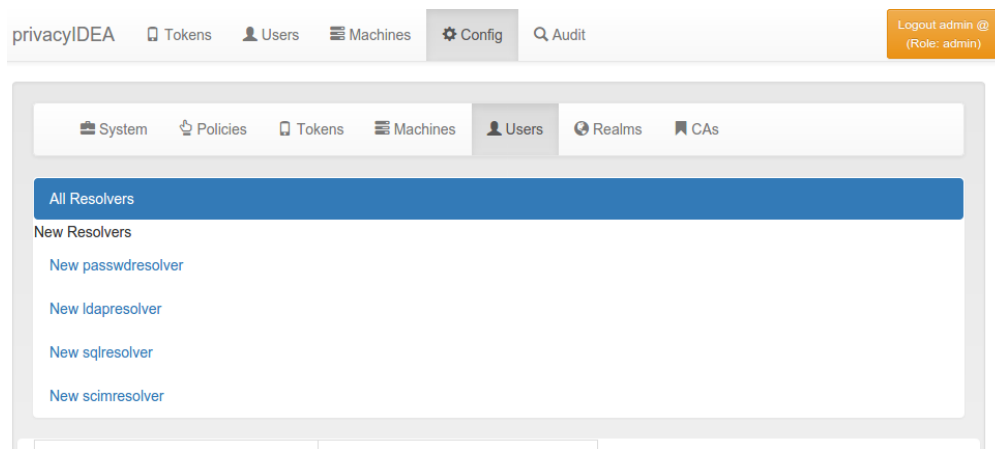 privacyIDEA Tokens Users Machines Config Audit Logout admin @
(Role: admin)
System Policies Tokens Machines Users Realms CAs
All Resolvers
New Resolvers
New passwdresolver
New ldapresolver
New sqlresolver
New scimresolver